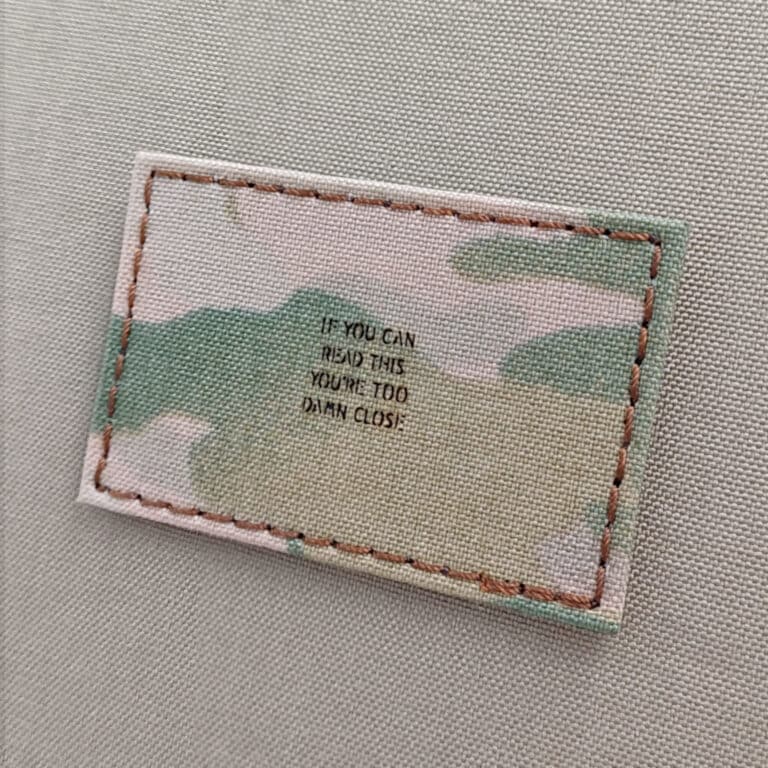 IF YOU CAN
READ THIS
YOU'RE TOO
DAMN CLOSE